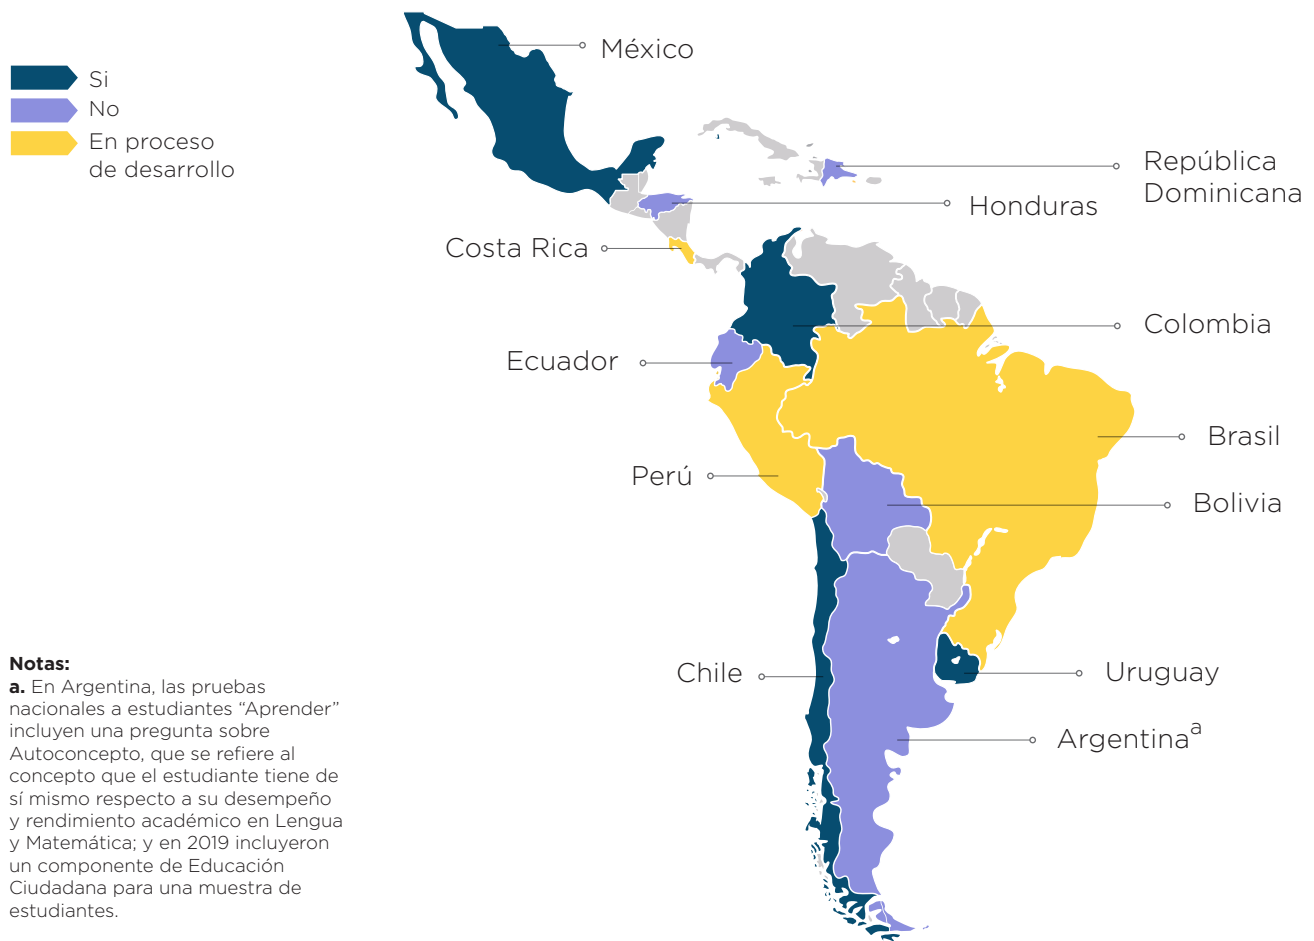 México
Si
No
En proceso
de desarrollo
República
Dominicana
Honduras
Costa Rica
Colombia
Ecuador
Brasil
Perú
Bolivia
Chile
Uruguay
Argentinaª
Notas:
a. En Argentina, las pruebas
nacionales a estudiantes “Aprender”
incluyen una pregunta sobre
Autoconcepto, que se refiere al
concepto que el estudiante tiene de
sí mismo respecto a su desempeño
y rendimiento académico en Lengua
y Matemática; y en 2019 incluyeron
un componente de Educación
Ciudadana para una muestra de
estudiantes.